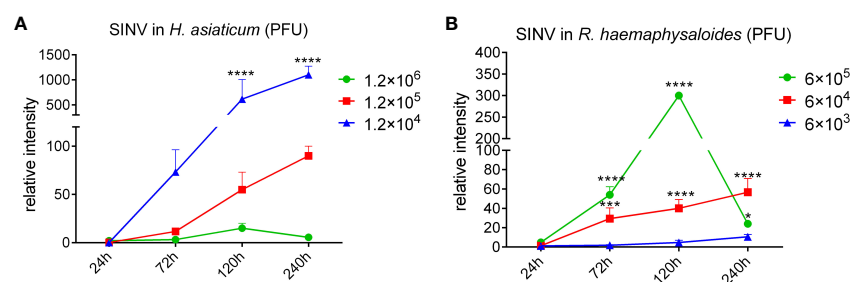 A
SINV in H. asiaticum (PFU)
relative intensity
1500
1250
1000
750
500
100
50
0
24h
72h
120h
240h
****
****
1.2×10⁶
1.2×10⁵
1.2×10⁴
B
SINV in R. haemaphysaloides (PFU)
relative intensity
400
350
300
250
200
100
80
60
40
20
0
24h
72h
120h
240h
****
***
****
****
****
*
6×10⁵
6×10⁴
6×10³